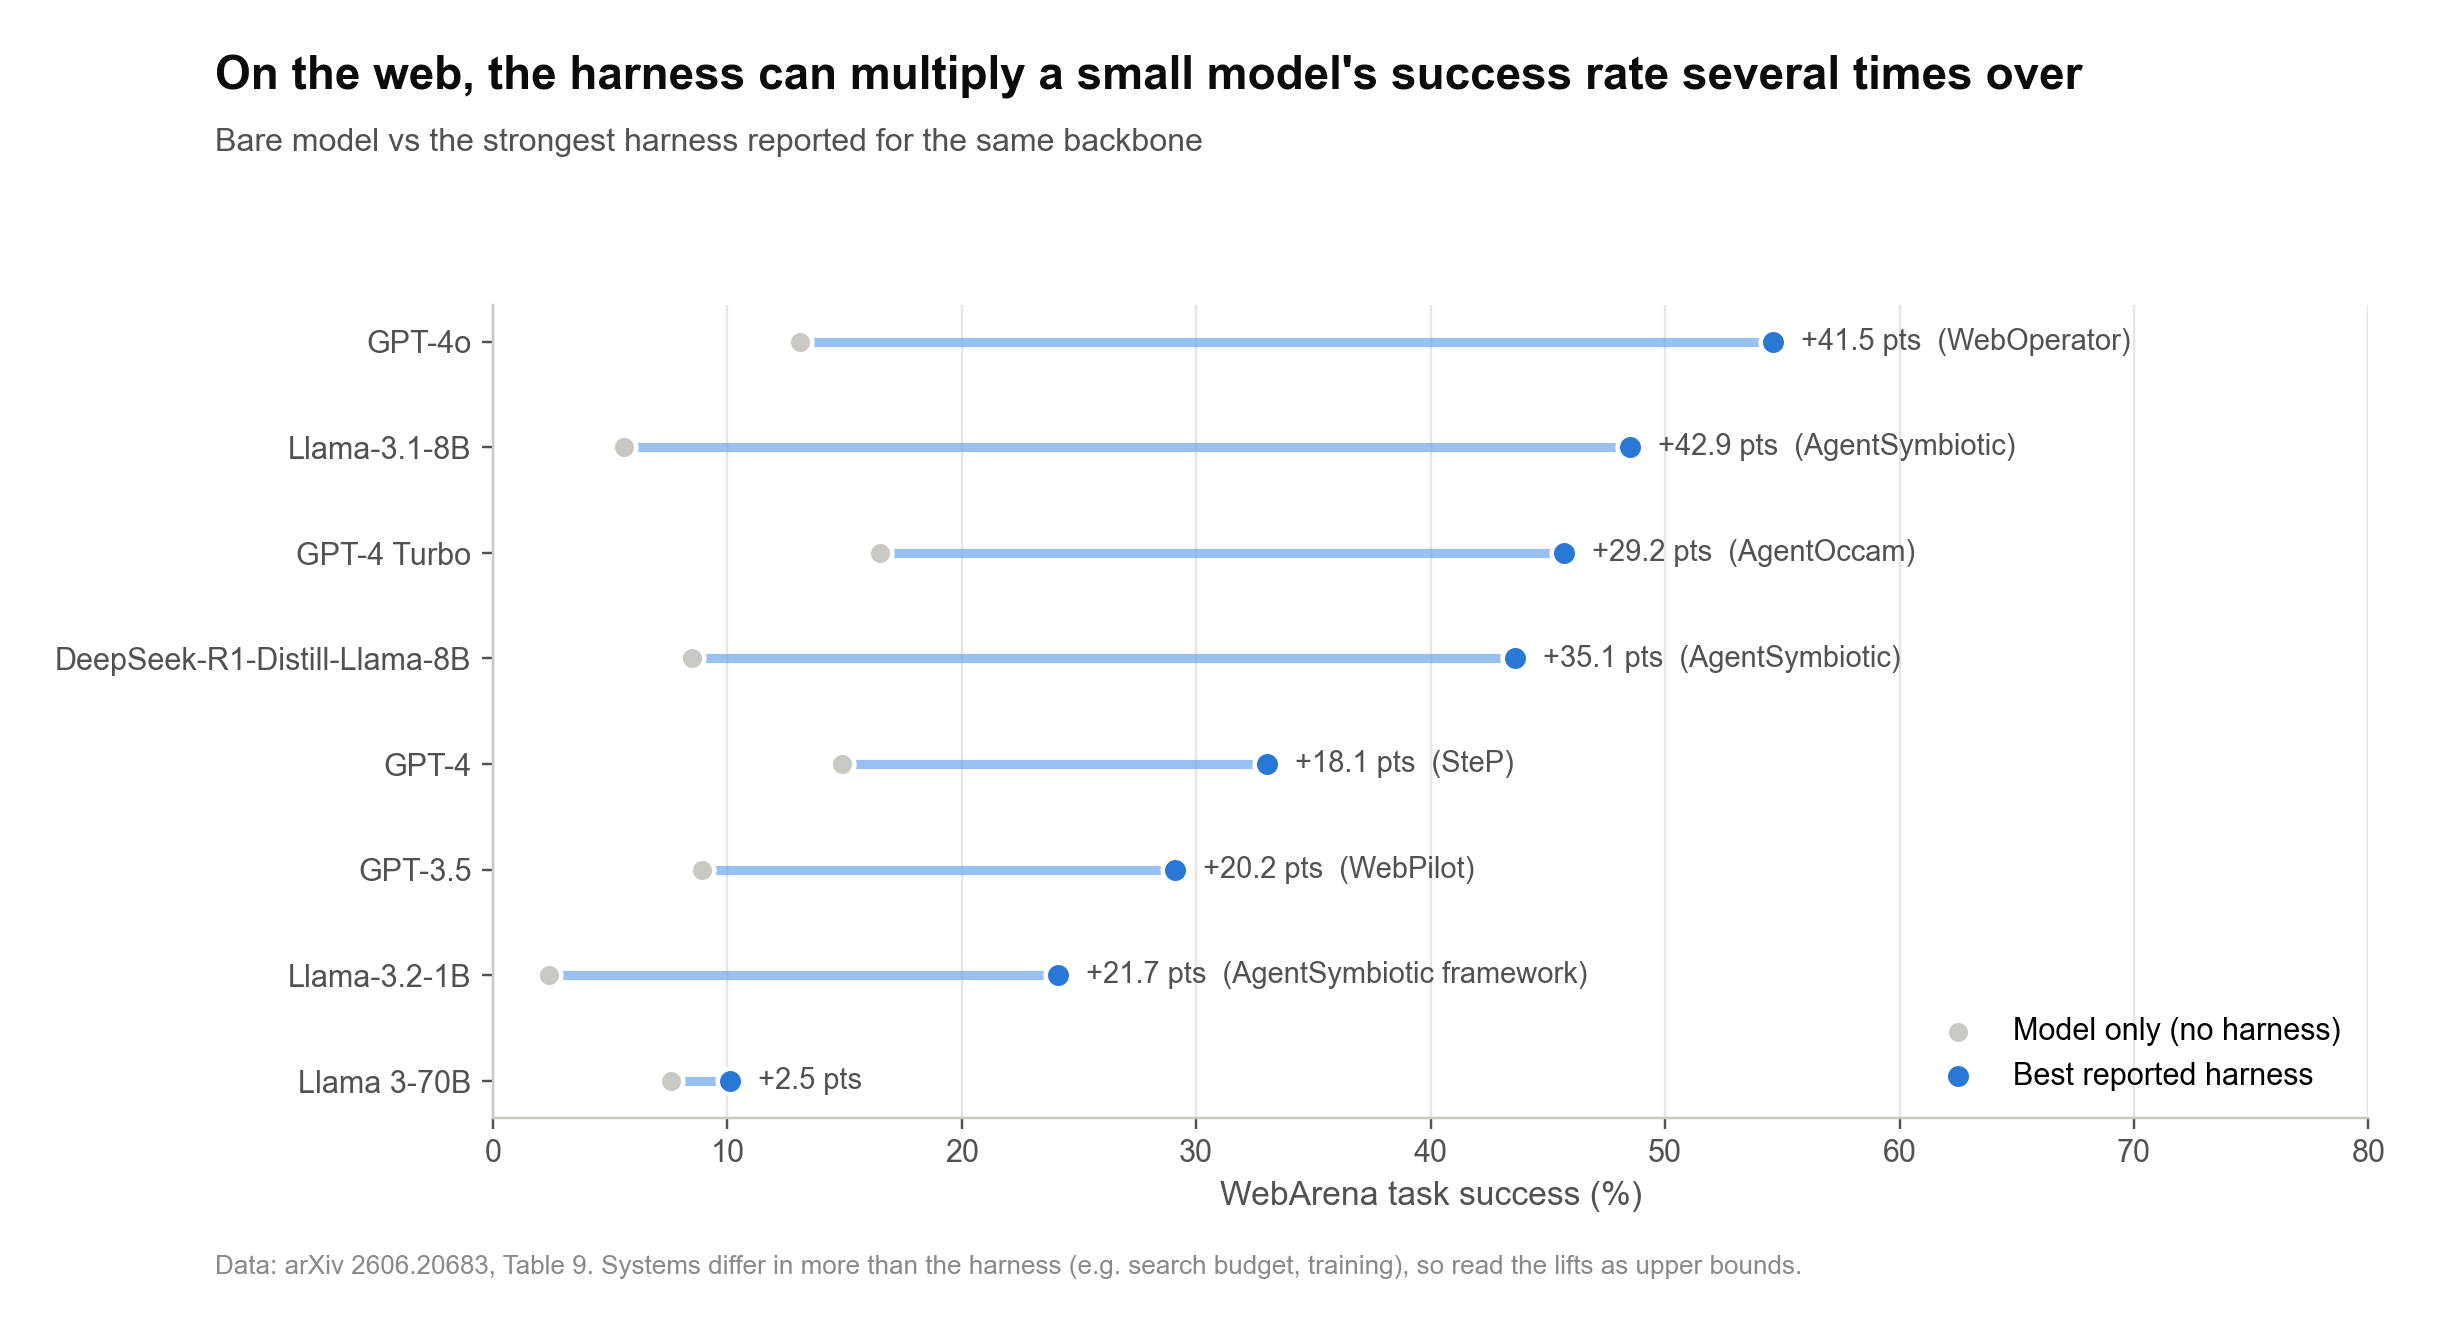 On the web, the harness can multiply a small model's success rate several times over
Bare model vs the strongest harness reported for the same backbone
GPT-4o
+41.5 pts (WebOperator)
Llama-3.1-8B
+42.9 pts (AgentSymbiotic)
GPT-4 Turbo
+29.2 pts (AgentOccam)
DeepSeek-R1-Distill-Llama-8B
+35.1 pts (AgentSymbiotic)
GPT-4
+18.1 pts (SteP)
GPT-3.5
+20.2 pts (WebPilot)
Llama-3.2-1B
+21.7 pts (AgentSymbiotic framework)
Llama 3-70B
+2.5 pts
Model only (no harness)
Best reported harness
0 10 20 30 40 50 60 70 80
WebArena task success (%)
Data: arXiv 2606.20683, Table 9. Systems differ in more than the harness (e.g. search budget, training), so read the lifts as upper bounds.